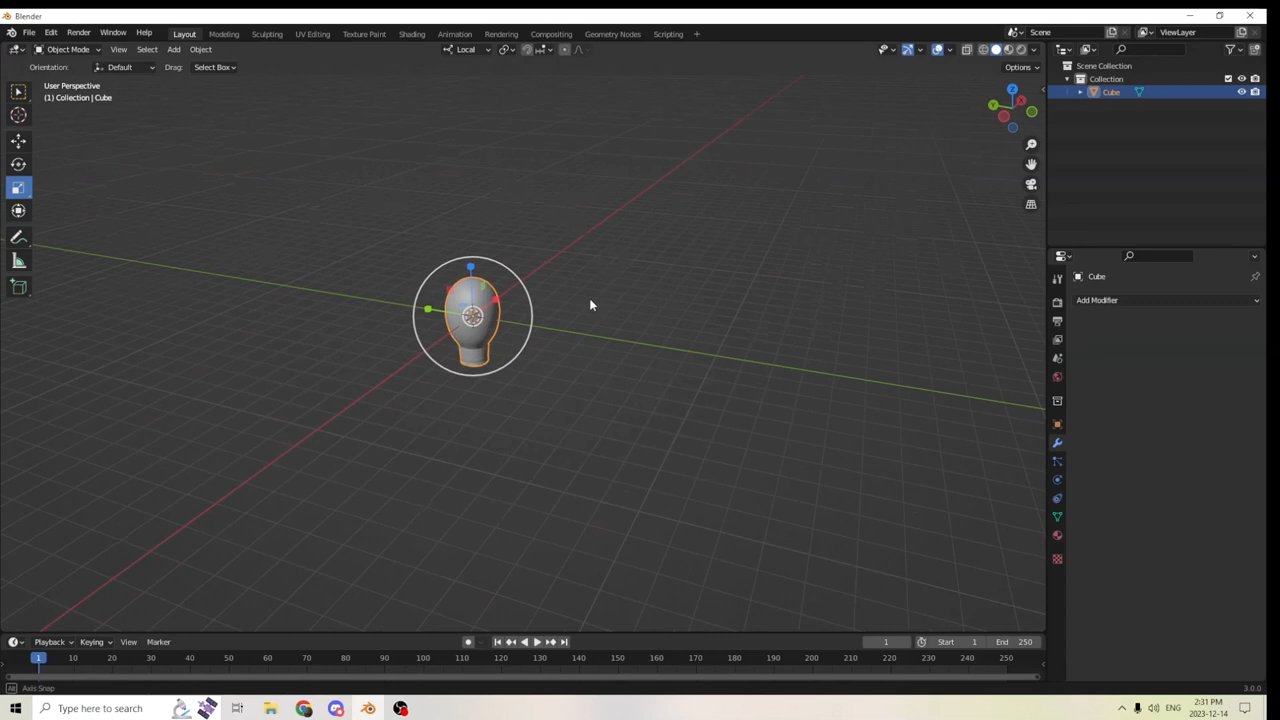 Blender
File Edit Render Window Help Layout Modeling Sculpting UV Editing Texture Paint Shading Animation Rendering Compositing Geometry Nodes Scripting + Scene ViewLayer
Object Mode View Select Add Object Local
Orientation: Default Drag: Select Box Options
User Perspective
(1) Collection | Cube
Z
X
Y
Scene Collection
Collection
Cube
Cube
Add Modifier
Playback Keying View Marker 1 Start 1 End 250
1 10 20 30 40 50 60 70 80 90 100 110 120 130 140 150 160 170 180 190 200 210 220 230 240 250
Alt Axis Snap 3.0.0
Type here to search ENG 2:31 PM
2023-12-14